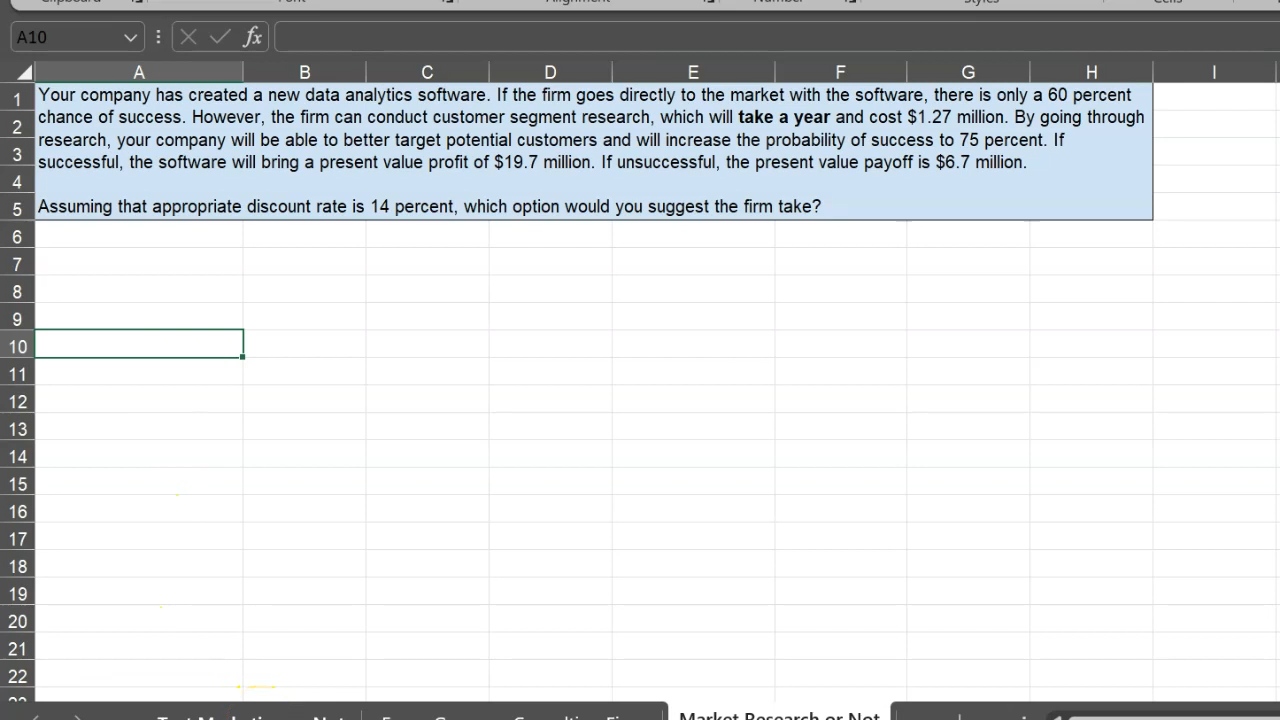 A10
fx
A B C D E F G H I
1
2
3
4
5
6
7
8
9
10
11
12
13
14
15
16
17
18
19
20
21
22
Your company has created a new data analytics software. If the firm goes directly to the market with the software, there is only a 60 percent
chance of success. However, the firm can conduct customer segment research, which will take a year and cost $1.27 million. By going through
research, your company will be able to better target potential customers and will increase the probability of success to 75 percent. If
successful, the software will bring a present value profit of $19.7 million. If unsuccessful, the present value payoff is $6.7 million.
Assuming that appropriate discount rate is 14 percent, which option would you suggest the firm take?
Market Research or Not